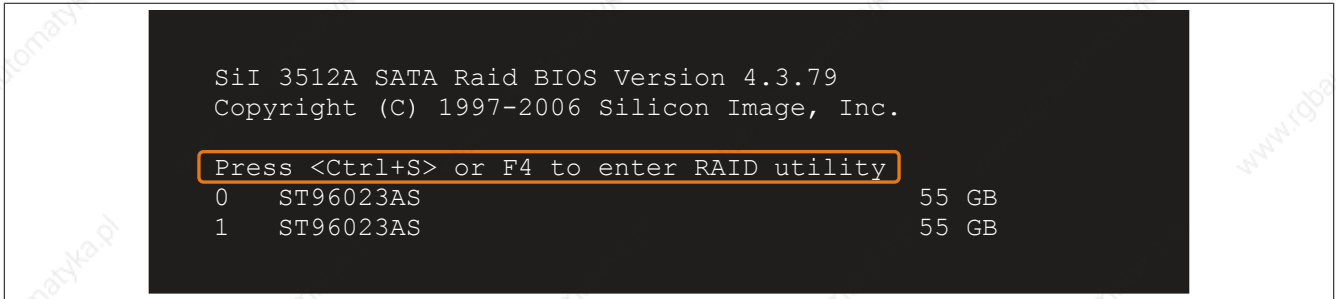 SiI 3512A SATA Raid BIOS Version 4.3.79
Copyright (C) 1997-2006 Silicon Image, Inc.
Press <Ctrl+S> or F4 to enter RAID utility
0 ST96023AS 55 GB
1 ST96023AS 55 GB